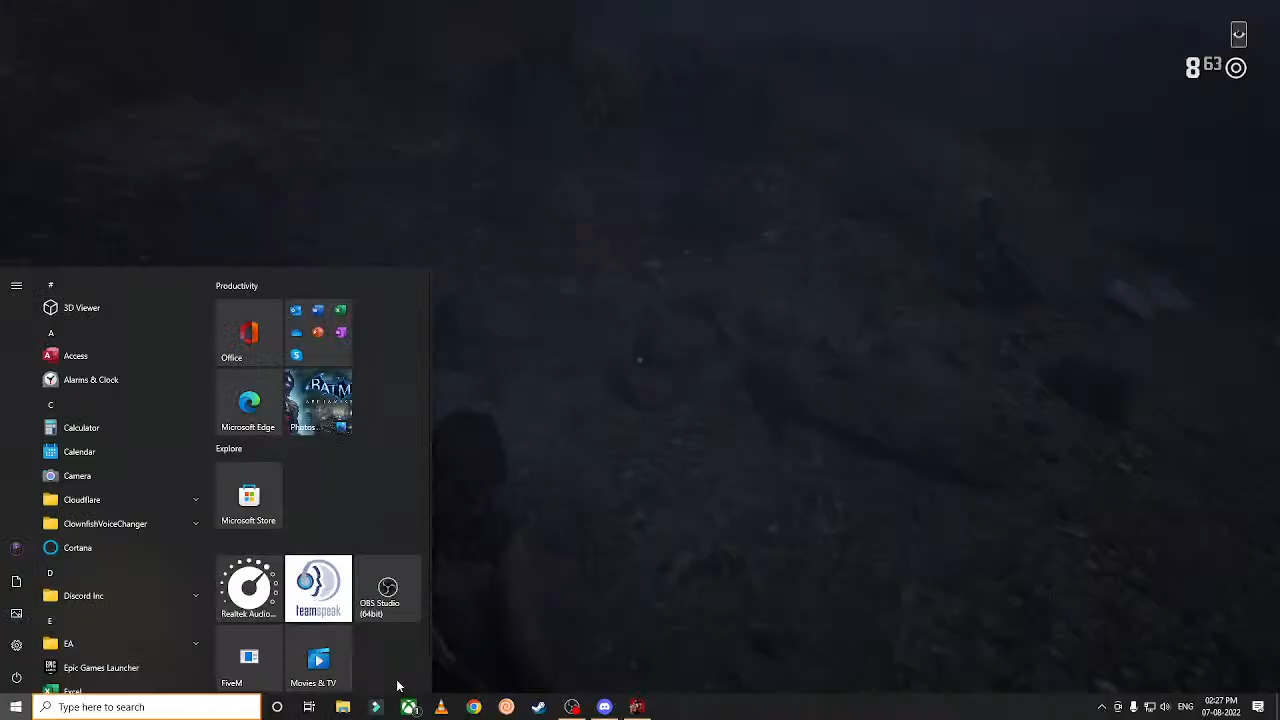 8 63
#
3D Viewer
A
Access
Alarms & Clock
C
Calculator
Calendar
Camera
Cloudflare
ClownfishVoiceChanger
Cortana
D
Discord Inc
E
EA
Epic Games Launcher
Excel
Productivity
Office
Microsoft Edge
Photos
Explore
Microsoft Store
Realtek Audio...
teamspeak
OBS Studio
(64bit)
FiveM
Movies & TV
Type here to search
ENG
02:27 PM
07-08-2022